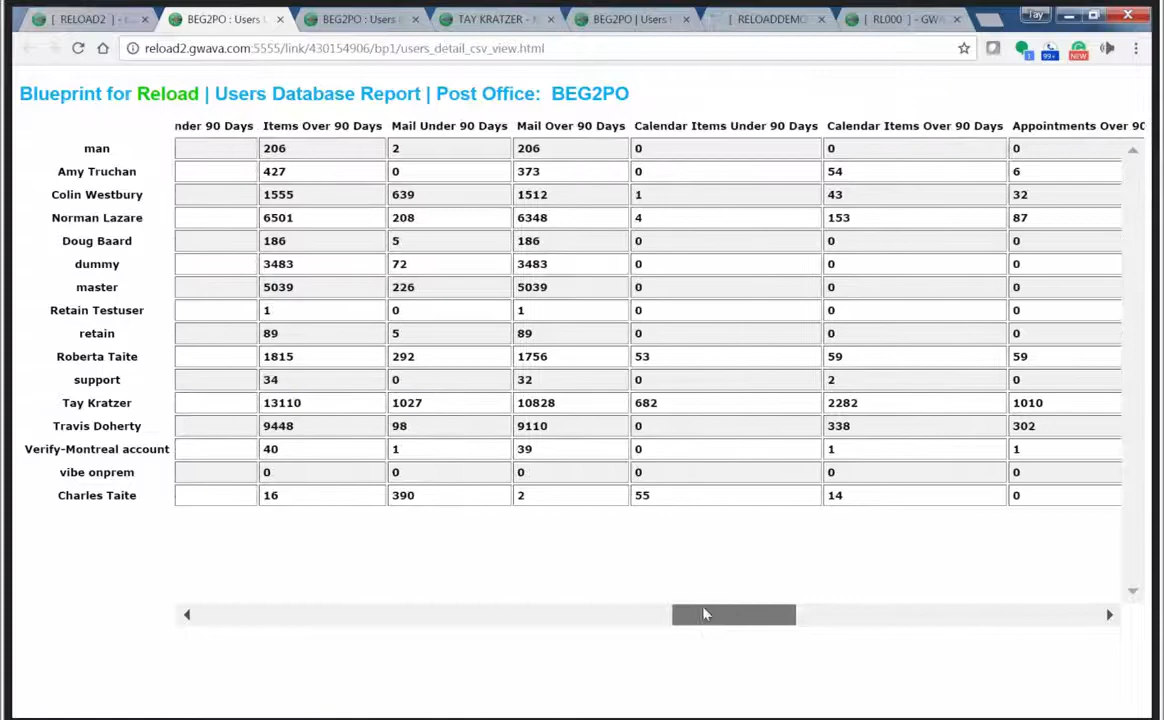 [ RELOAD2 ] - (
BEG2PO : Users
BEG2PO : Users
TAY KRATZER -
BEG2PO | Users
[ RELOADDEMO
[ RL000 ] - GWA
Tay
reload2.gwava.com:5555/link/430154906/bp1/users_detail_csv_view.html
1
99+
NEW
Blueprint for Reload | Users Database Report | Post Office: BEG2PO
nder 90 Days Items Over 90 Days Mail Under 90 Days Mail Over 90 Days Calendar Items Under 90 Days Calendar Items Over 90 Days Appointments Over 90
man 206 2 206 0 0 0
Amy Truchan 427 0 373 0 54 6
Colin Westbury 1555 639 1512 1 43 32
Norman Lazare 6501 208 6348 4 153 87
Doug Baard 186 5 186 0 0 0
dummy 3483 72 3483 0 0 0
master 5039 226 5039 0 0 0
Retain Testuser 1 0 1 0 0 0
retain 89 5 89 0 0 0
Roberta Taite 1815 292 1756 53 59 59
support 34 0 32 0 2 0
Tay Kratzer 13110 1027 10828 682 2282 1010
Travis Doherty 9448 98 9110 0 338 302
Verify-Montreal account 40 1 39 0 1 1
vibe onprem 0 0 0 0 0 0
Charles Taite 16 390 2 55 14 0